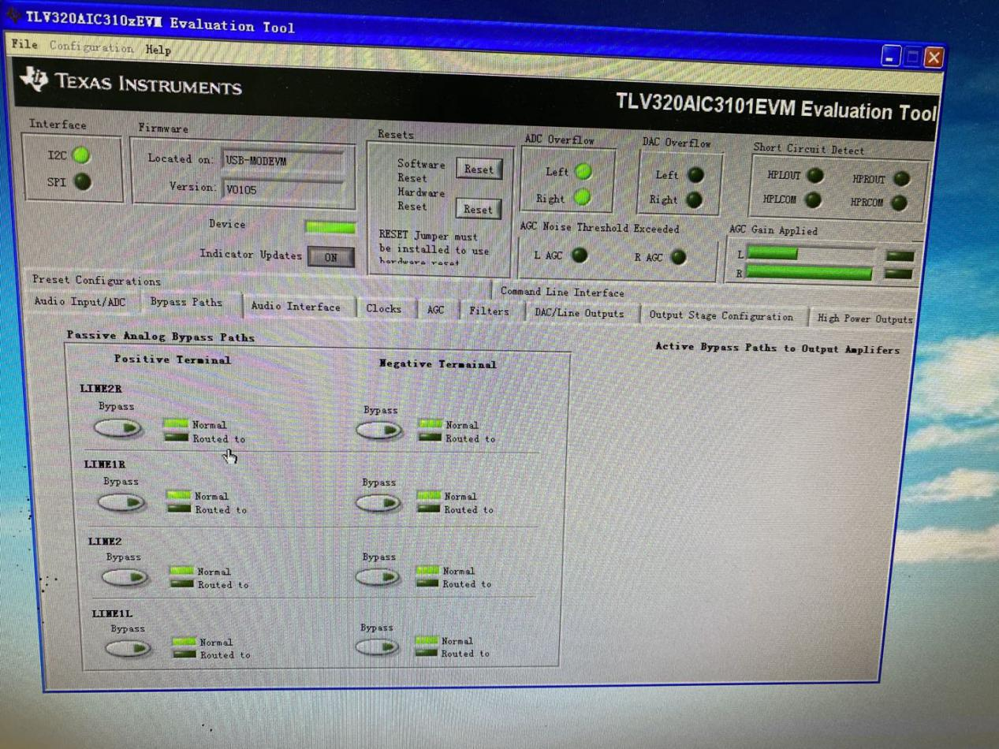 TLV320AIC310xEVM Evaluation Tool
File Configuration Help
TEXAS INSTRUMENTS
TLV320AIC3101EVM Evaluation Tool
Interface
I2C
SPI
Firmware
Located on: USB-MODEVM
Version: V0105
Device
Indicator Updates ON
Resets
Software Reset Reset
Hardware Reset Reset
RESET Jumper must
be installed to use
hardware reset
ADC Overflow
Left
Right
DAC Overflow
Left
Right
Short Circuit Detect
HPLOUT HPROUT
HPLCOM HPRCOM
AGC Noise Threshold Exceeded
L AGC R AGC
AGC Gain Applied
L
R
Preset Configurations Command Line Interface
Audio Input/ADC Bypass Paths Audio Interface Clocks AGC Filters DAC/Line Outputs Output Stage Configuration High Power Outputs
Passive Analog Bypass Paths
Active Bypass Paths to Output Amplifers
Positive Terminal Negative Termainal
LINE2R
Bypass Bypass
Normal Normal
Routed to Routed to
LINE1R
Bypass Bypass
Normal Normal
Routed to Routed to
LINE2
Bypass Bypass
Normal Normal
Routed to Routed to
LINE1L
Bypass Bypass
Normal Normal
Routed to Routed to